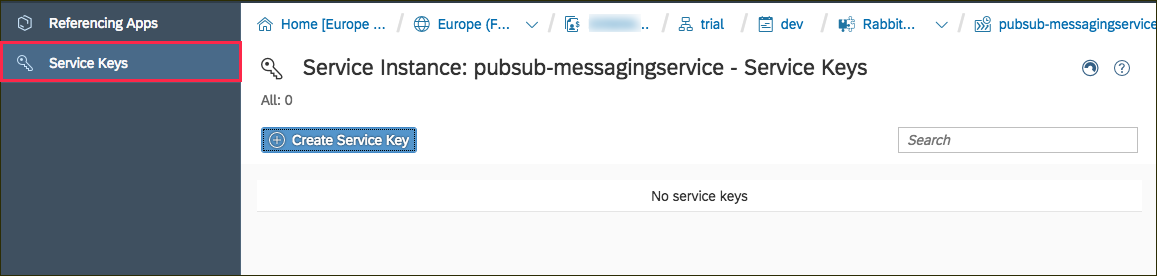 Referencing Apps
Service Keys
Home [Europe ... / Europe (F... / .. / trial / dev / Rabbit... / pubsub-messagingservice
Service Instance: pubsub-messagingservice - Service Keys
All: 0
Create Service Key
Search
No service keys